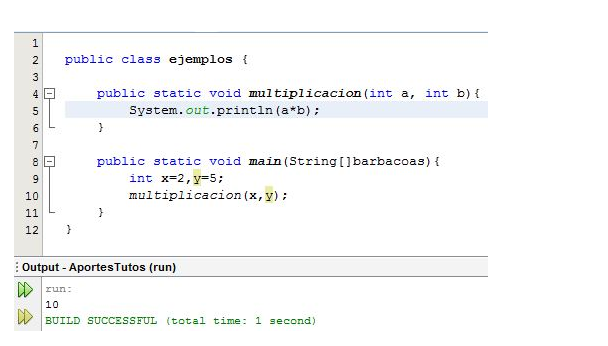 1
2 public class ejemplos {
3
4 public static void multiplicacion(int a, int b){
5 System.out.println(a*b);
6 }
7
8 public static void main(String[]barbacoas){
9 int x=2,y=5;
10 multiplicacion(x,y);
11 }
12 }
Output - AportesTutos (run)
run:
10
BUILD SUCCESSFUL (total time: 1 second)